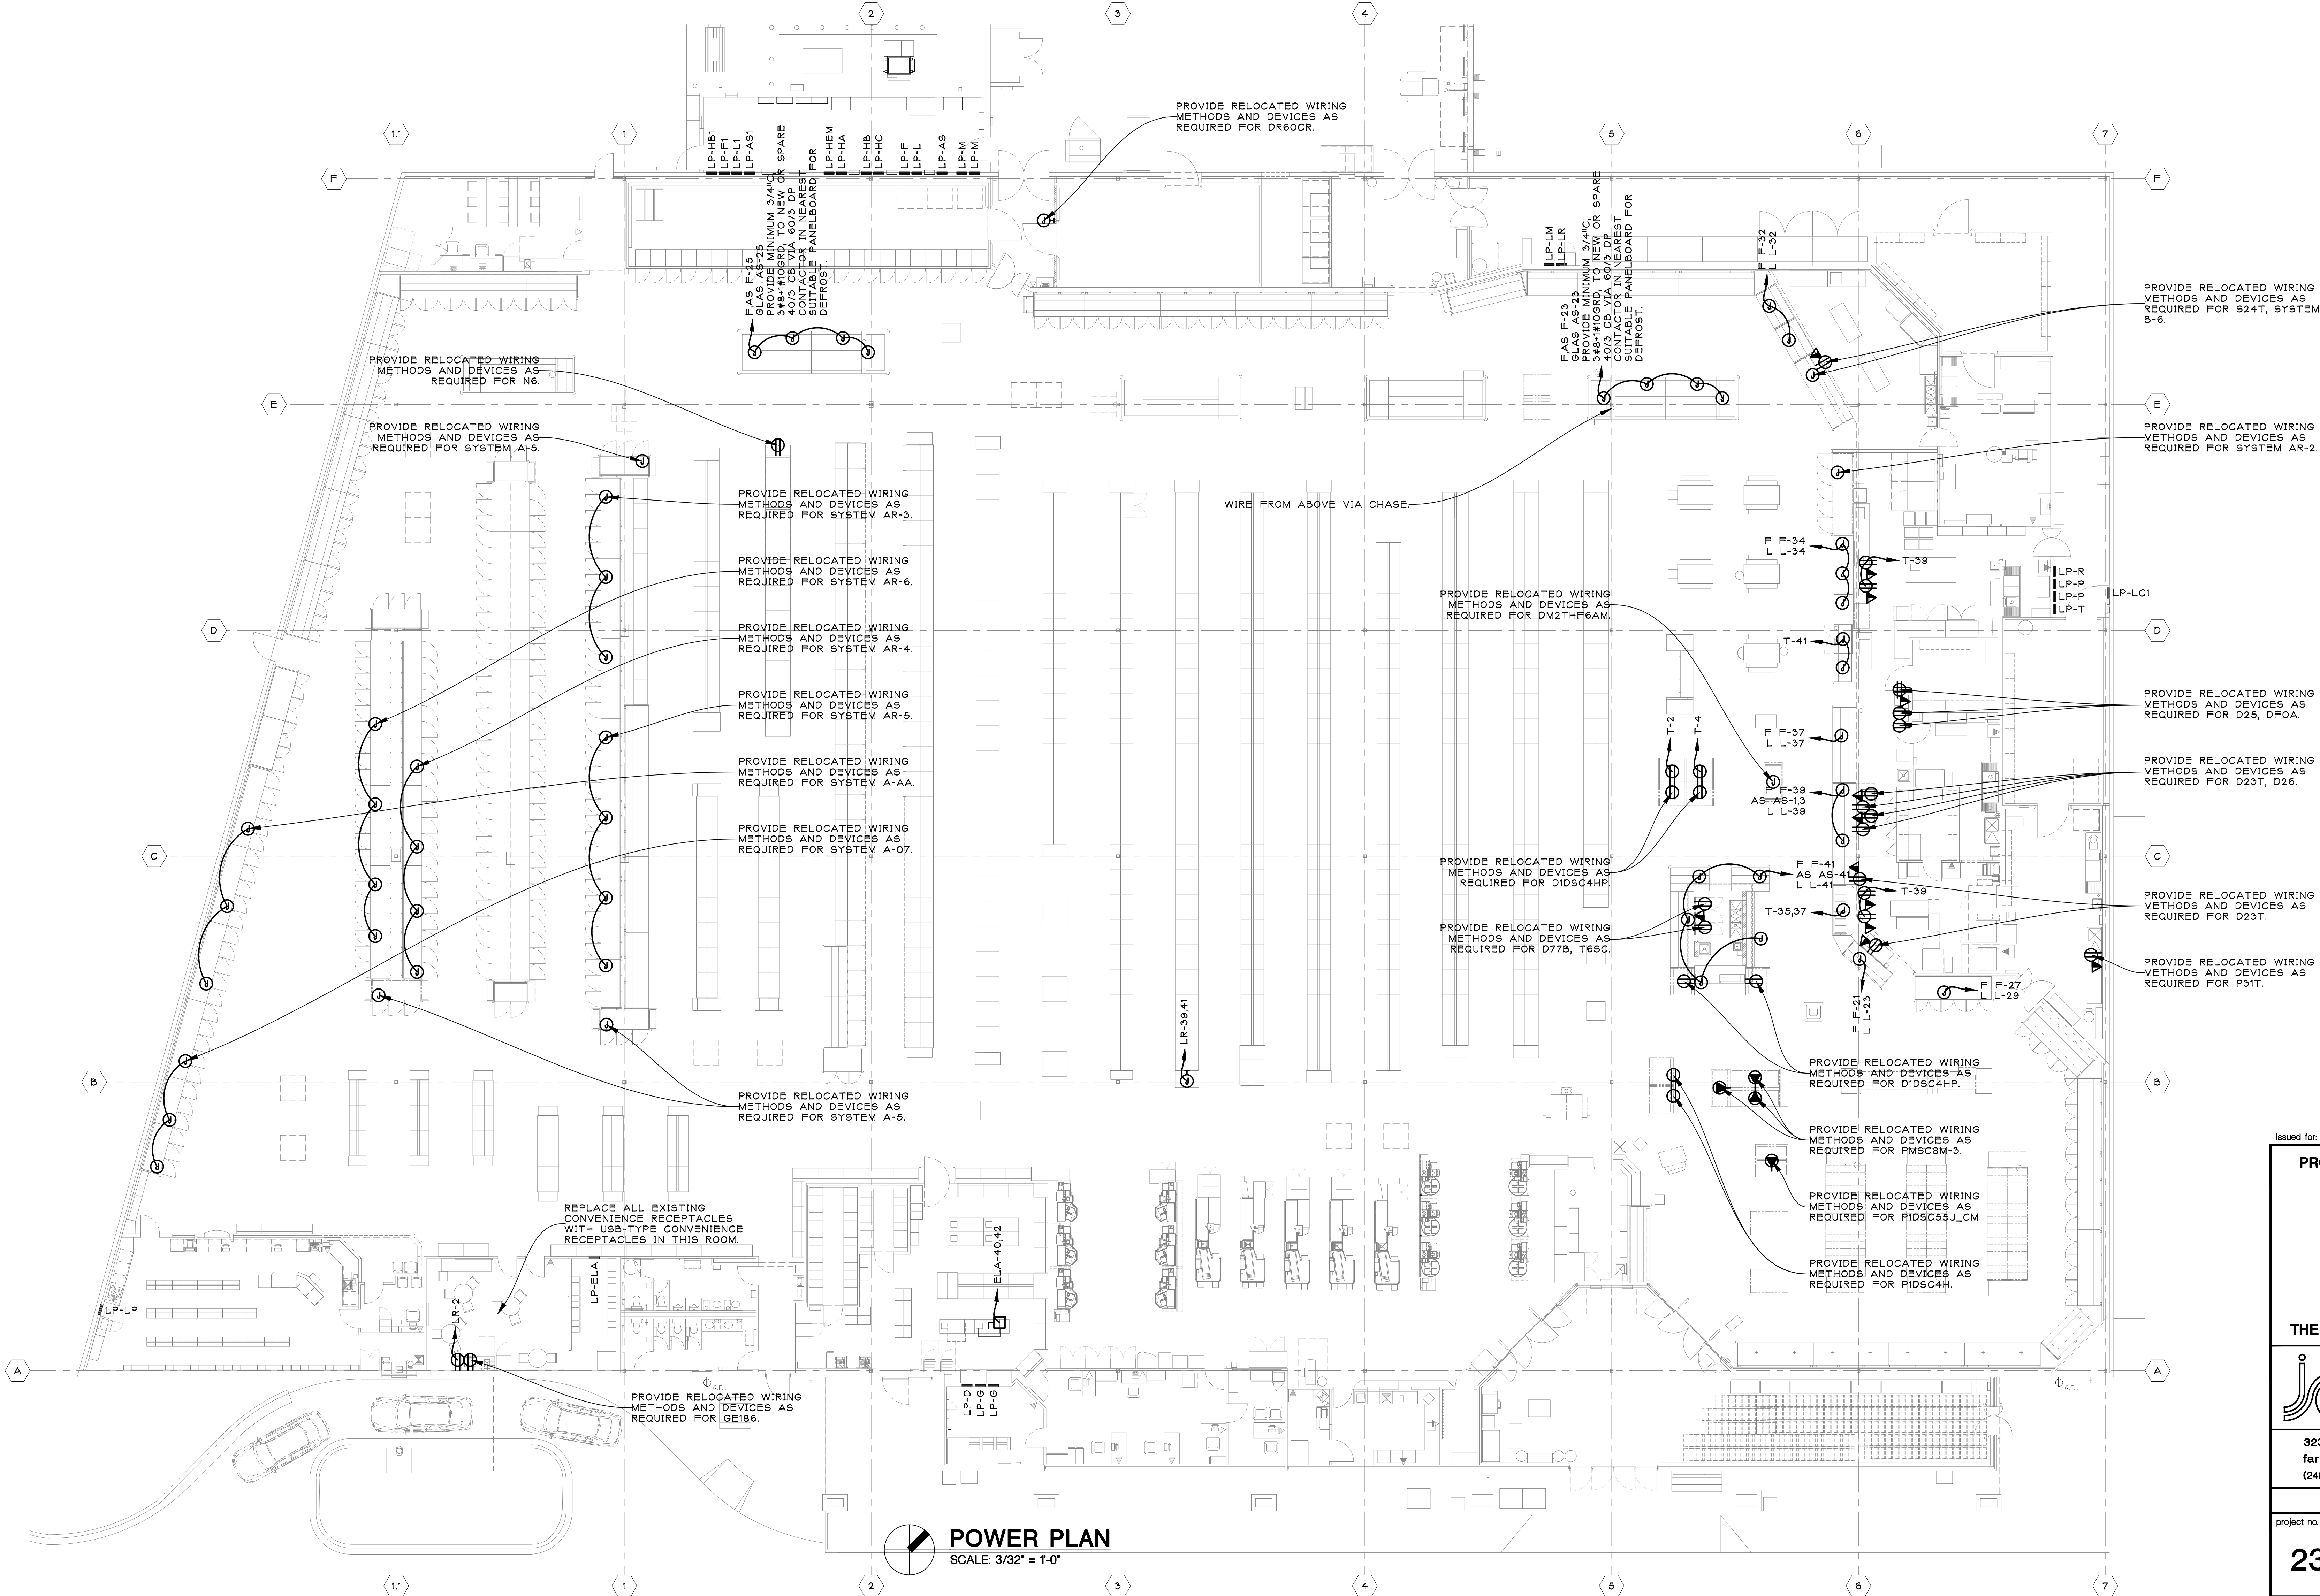 2
3
4
1.1
1
5
6
7
F
F
E
E
D
D
C
C
B
B
A
A
LP-HB1
LP-F1
LP-L1
LP-AS1
LP-HEM
LP-HA
LP-HB
LP-HC
LP-F
LP-L
LP-AS
LP-M
LP-M
PROVIDE RELOCATED WIRING
METHODS AND DEVICES AS
REQUIRED FOR DR60CR.
F,AS F-25
GLAS AS-25
PROVIDE MINIMUM 3/4"C,
3#8+1#10GRD, TO NEW OR SPARE
40/3 CB VIA 60/3 DP
CONTACTOR IN NEAREST
SUITABLE PANELBOARD FOR
DEFROST.
LP-LM
LP-LR
F,AS F-23
GLAS AS-23
PROVIDE MINIMUM 3/4"C,
3#8+1#10GRD, TO NEW OR SPARE
40/3 CB VIA 60/3 DP
CONTACTOR IN NEAREST
SUITABLE PANELBOARD FOR
DEFROST.
F F-32
L L-32
PROVIDE RELOCATED WIRING
METHODS AND DEVICES AS
REQUIRED FOR S24T, SYSTEM
B-6.
PROVIDE RELOCATED WIRING
METHODS AND DEVICES AS
REQUIRED FOR N6.
PROVIDE RELOCATED WIRING
METHODS AND DEVICES AS
REQUIRED FOR SYSTEM A-5.
PROVIDE RELOCATED WIRING
METHODS AND DEVICES AS
REQUIRED FOR SYSTEM AR-2.
PROVIDE RELOCATED WIRING
METHODS AND DEVICES AS
REQUIRED FOR SYSTEM AR-3.
WIRE FROM ABOVE VIA CHASE.
PROVIDE RELOCATED WIRING
METHODS AND DEVICES AS
REQUIRED FOR SYSTEM AR-6.
F F-34
L L-34
T-39
LP-R
LP-P
LP-P
LP-T
LP-LC1
PROVIDE RELOCATED WIRING
METHODS AND DEVICES AS
REQUIRED FOR DM2THF6AM.
PROVIDE RELOCATED WIRING
METHODS AND DEVICES AS
REQUIRED FOR SYSTEM AR-4.
T-41
PROVIDE RELOCATED WIRING
METHODS AND DEVICES AS
REQUIRED FOR SYSTEM AR-5.
T-2
T-4
F F-37
L L-37
PROVIDE RELOCATED WIRING
METHODS AND DEVICES AS
REQUIRED FOR D25, DF0A.
PROVIDE RELOCATED WIRING
METHODS AND DEVICES AS
REQUIRED FOR SYSTEM A-AA.
F F-39
AS AS-1,3
L L-39
PROVIDE RELOCATED WIRING
METHODS AND DEVICES AS
REQUIRED FOR D23T, D26.
PROVIDE RELOCATED WIRING
METHODS AND DEVICES AS
REQUIRED FOR SYSTEM A-07.
PROVIDE RELOCATED WIRING
METHODS AND DEVICES AS
REQUIRED FOR D1DSC4HP.
F F-41
AS AS-41
L L-41
T-39
T-35,37
PROVIDE RELOCATED WIRING
METHODS AND DEVICES AS
REQUIRED FOR D23T.
PROVIDE RELOCATED WIRING
METHODS AND DEVICES AS
REQUIRED FOR D77B, T6SC.
PROVIDE RELOCATED WIRING
METHODS AND DEVICES AS
REQUIRED FOR P31T.
F F-27
L L-29
F F-21
L L-23
LR-39,41
PROVIDE RELOCATED WIRING
METHODS AND DEVICES AS
REQUIRED FOR D1DSC4HP.
PROVIDE RELOCATED WIRING
METHODS AND DEVICES AS
REQUIRED FOR SYSTEM A-5.
PROVIDE RELOCATED WIRING
METHODS AND DEVICES AS
REQUIRED FOR PMSC8M-3.
PROVIDE RELOCATED WIRING
METHODS AND DEVICES AS
REQUIRED FOR P1DSC55J_CM.
PROVIDE RELOCATED WIRING
METHODS AND DEVICES AS
REQUIRED FOR P1DSC4H.
REPLACE ALL EXISTING
CONVENIENCE RECEPTACLES
WITH USB-TYPE CONVENIENCE
RECEPTACLES IN THIS ROOM.
LP-ELA
ELA-40,42
LP-LP
LR-2
PROVIDE RELOCATED WIRING
METHODS AND DEVICES AS
REQUIRED FOR GE186.
G.F.I.
G.F.I.
LP-D
LP-G
LP-G
POWER PLAN
SCALE: 3/32" = 1'-0"
1.1
1
2
3
4
5
6
7
issued for:
THE
project no.